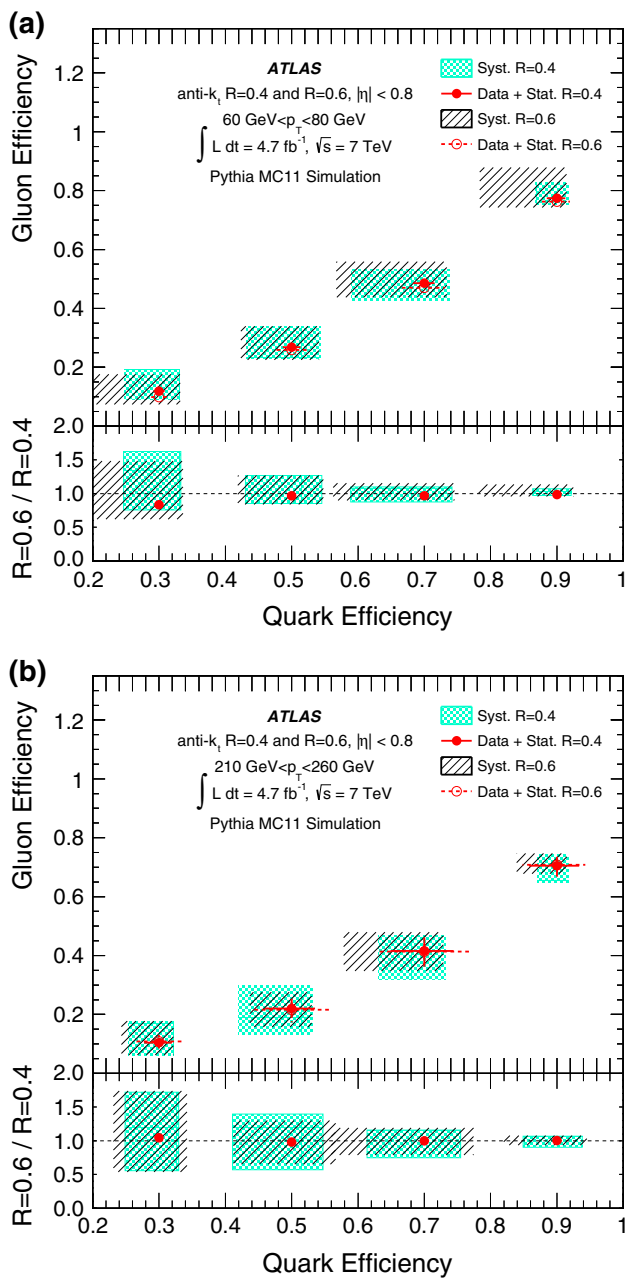 (a)
Gluon Efficiency
1.2
1
0.8
0.6
0.4
0.2
ATLAS
anti-kt R=0.4 and R=0.6, |η| < 0.8
60 GeV<pT<80 GeV
∫ L dt = 4.7 fb-1, √s = 7 TeV
Pythia MC11 Simulation
Syst. R=0.4
Data + Stat. R=0.4
Syst. R=0.6
Data + Stat. R=0.6
R=0.6 / R=0.4
2.0
1.5
1.0
0.5
0.0
0.2 0.3 0.4 0.5 0.6 0.7 0.8 0.9 1
Quark Efficiency
(b)
Gluon Efficiency
1.2
1
0.8
0.6
0.4
0.2
ATLAS
anti-kt R=0.4 and R=0.6, |η| < 0.8
210 GeV<pT<260 GeV
∫ L dt = 4.7 fb-1, √s = 7 TeV
Pythia MC11 Simulation
Syst. R=0.4
Data + Stat. R=0.4
Syst. R=0.6
Data + Stat. R=0.6
R=0.6 / R=0.4
2.0
1.5
1.0
0.5
0.0
0.2 0.3 0.4 0.5 0.6 0.7 0.8 0.9 1
Quark Efficiency